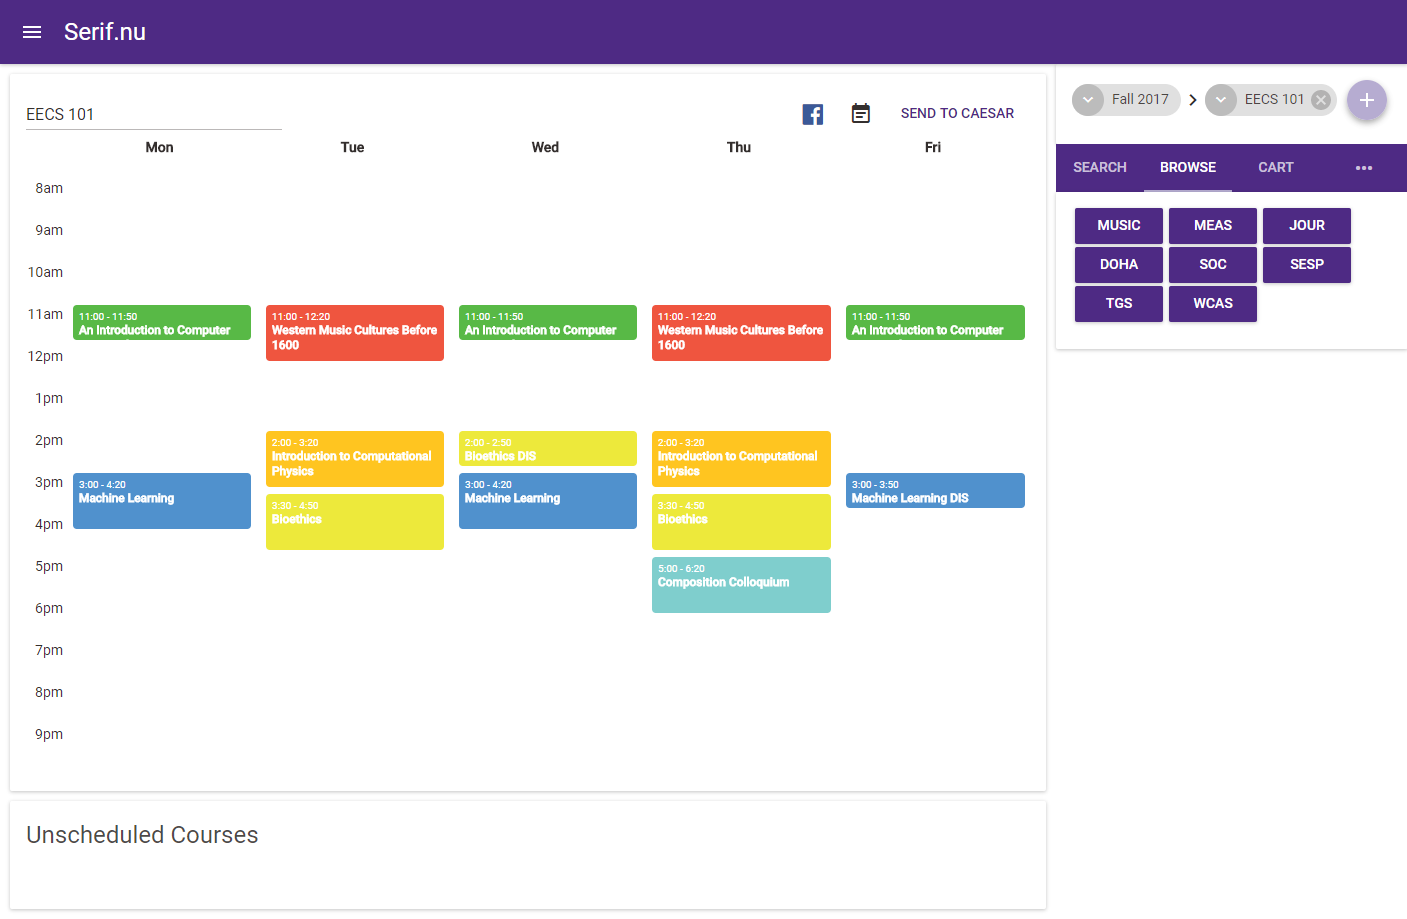 Serif.nu
EECS 101
SEND TO CAESAR
Mon Tue Wed Thu Fri
8am
9am
10am
11am
12pm
1pm
2pm
3pm
4pm
5pm
6pm
7pm
8pm
9pm
11:00 - 11:50
An Introduction to Computer
3:00 - 4:20
Machine Learning
11:00 - 12:20
Western Music Cultures Before
1600
2:00 - 3:20
Introduction to Computational
Physics
3:30 - 4:50
Bioethics
11:00 - 11:50
An Introduction to Computer
2:00 - 2:50
Bioethics DIS
3:00 - 4:20
Machine Learning
11:00 - 12:20
Western Music Cultures Before
1600
2:00 - 3:20
Introduction to Computational
Physics
3:30 - 4:50
Bioethics
5:00 - 6:20
Composition Colloquium
11:00 - 11:50
An Introduction to Computer
3:00 - 3:50
Machine Learning DIS
Unscheduled Courses
Fall 2017 EECS 101
SEARCH BROWSE CART
MUSIC MEAS JOUR
DOHA SOC SESP
TGS WCAS